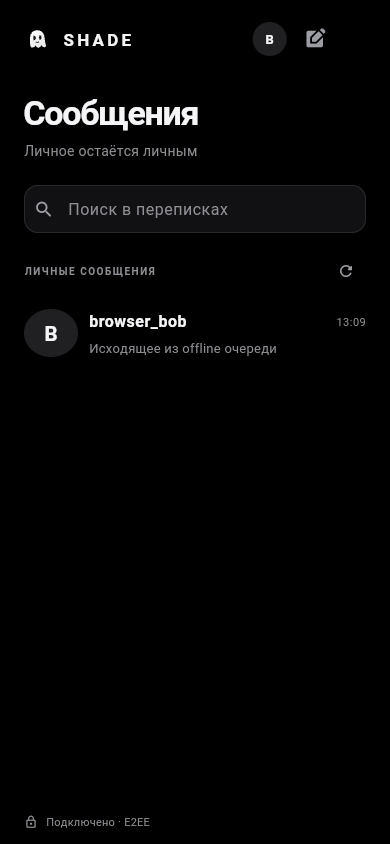 SHADE
B
Сообщения
Личное остаётся личным
Поиск в переписках
ЛИЧНЫЕ СООБЩЕНИЯ
B
browser_bob
13:09
Исходящее из offline очереди
Подключено · E2EE